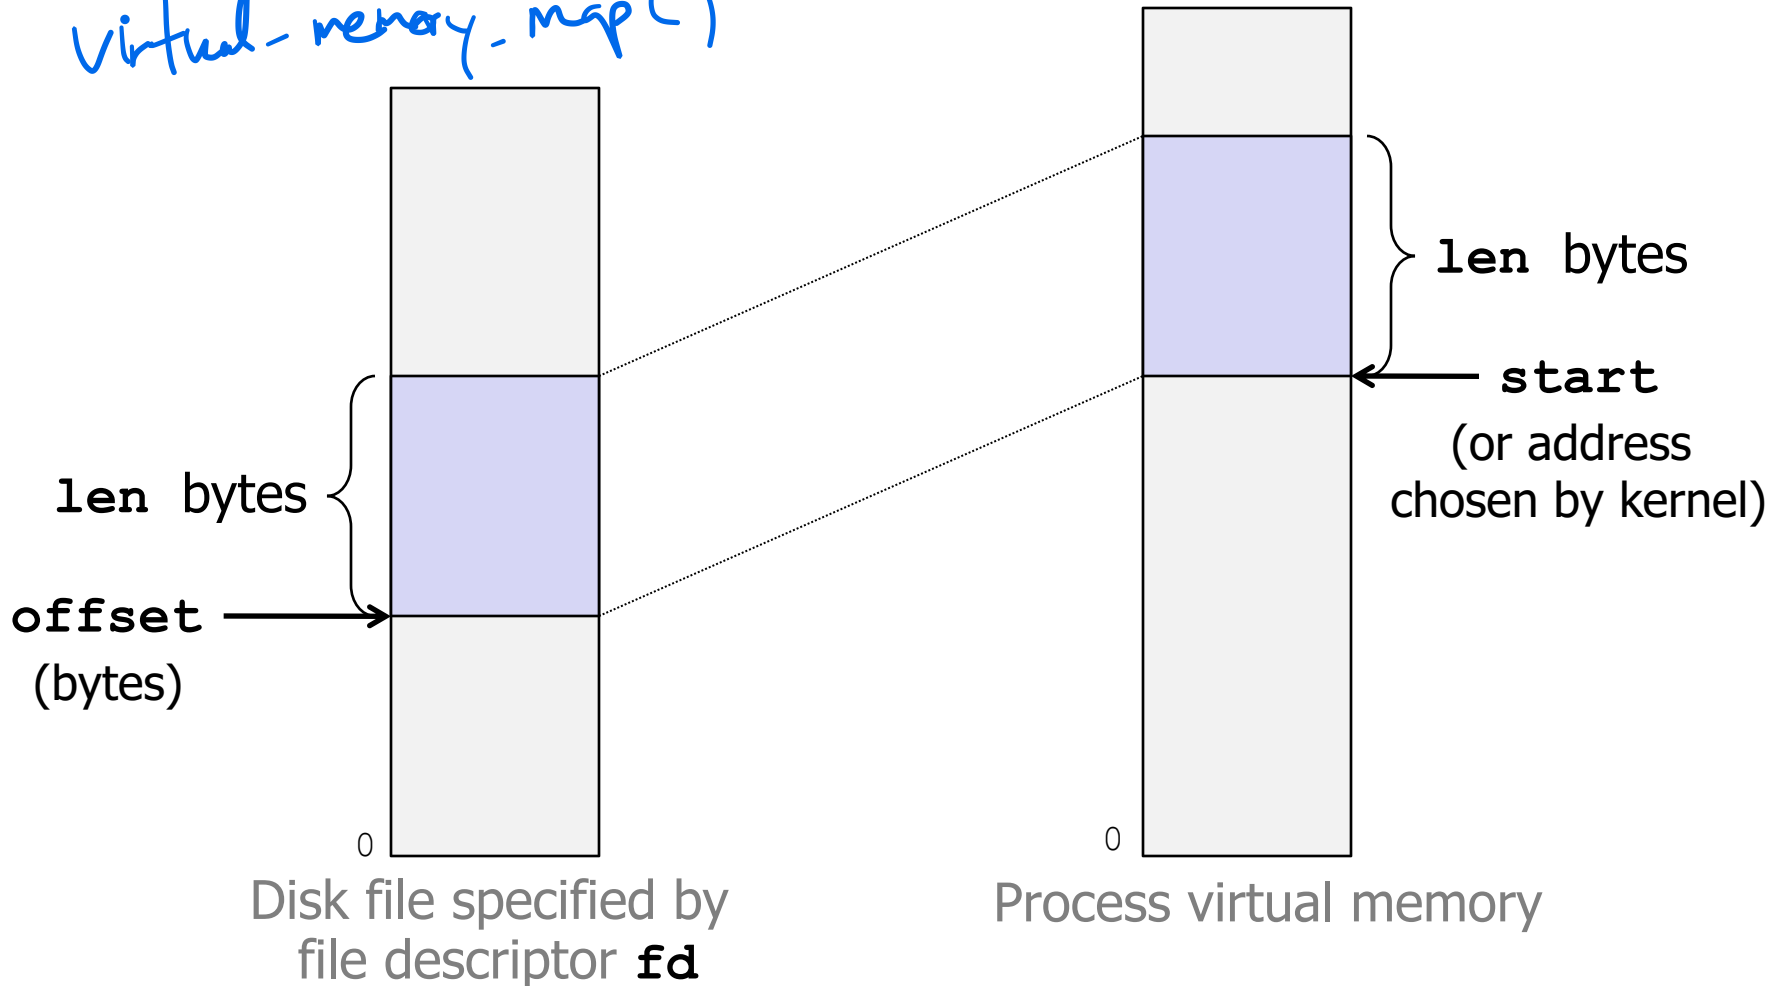 virtual_memory_map()
len bytes
start
(or address
chosen by kernel)
len bytes
offset
(bytes)
0
0
Disk file specified by
file descriptor fd
Process virtual memory